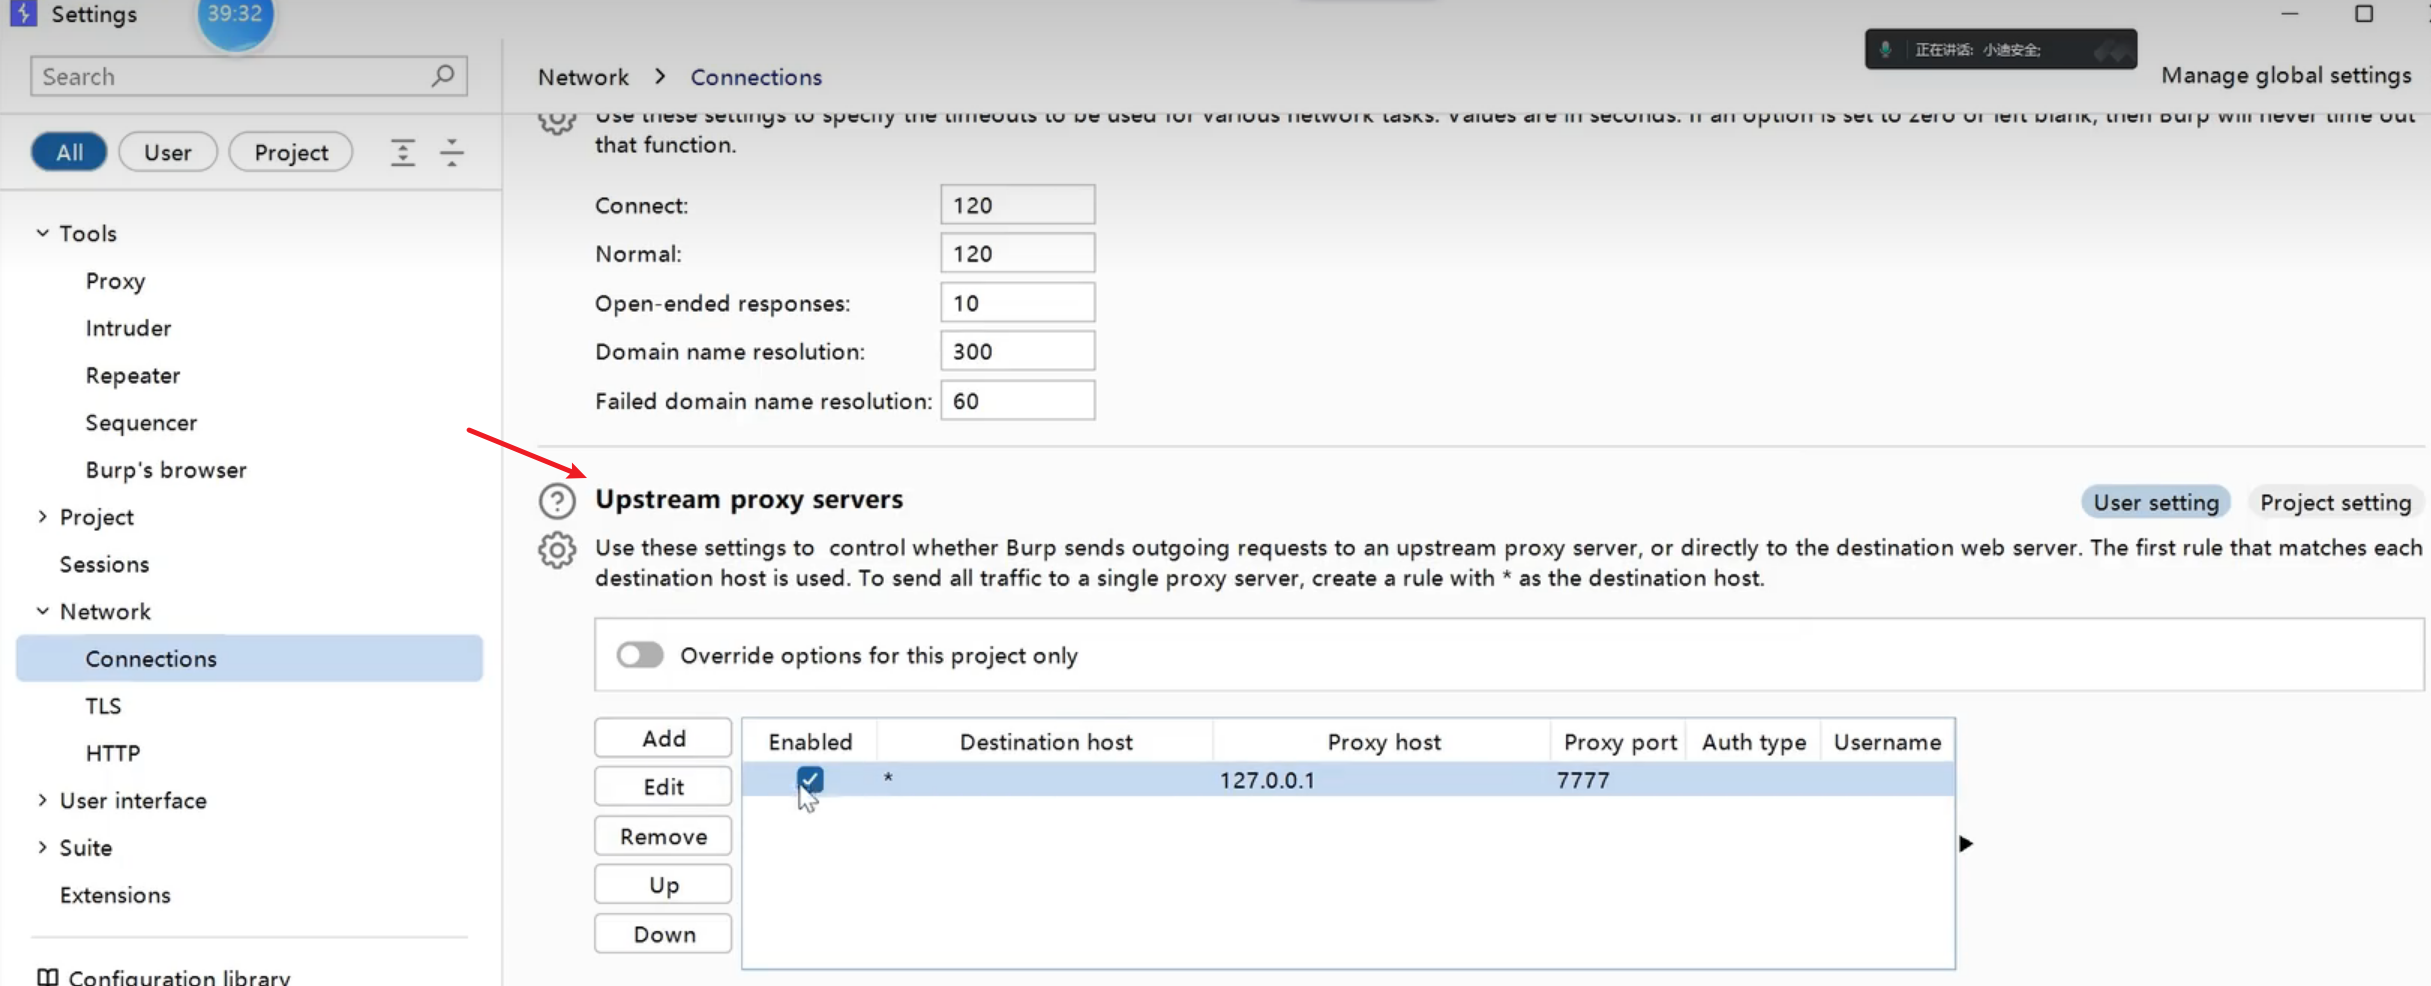 Settings
39:32
正在讲话: 小迪安全;
Search
Network > Connections
Manage global settings
Use these settings to specify the timeouts to be used for various network tasks. Values are in seconds. If an option is set to zero or left blank, then Burp will never time out
that function.
All User Project
Connect: 120
Normal: 120
Open-ended responses: 10
Domain name resolution: 300
Failed domain name resolution: 60
Tools
Proxy
Intruder
Repeater
Sequencer
Burp's browser
Project
Sessions
Network
Connections
TLS
HTTP
User interface
Suite
Extensions
Configuration library
Upstream proxy servers
User setting Project setting
Use these settings to control whether Burp sends outgoing requests to an upstream proxy server, or directly to the destination web server. The first rule that matches each
destination host is used. To send all traffic to a single proxy server, create a rule with * as the destination host.
Override options for this project only
Add
Edit
Remove
Up
Down
Enabled Destination host Proxy host Proxy port Auth type Username
* 127.0.0.1 7777